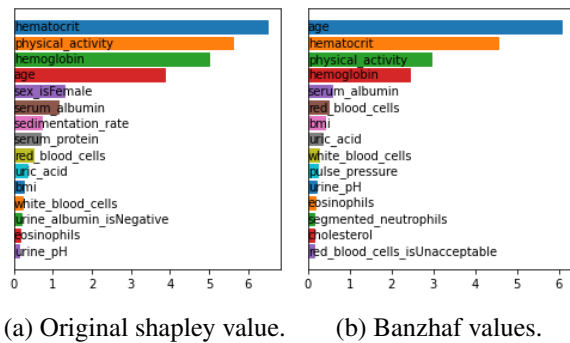 hematocrit
physical_activity
hemoglobin
age
sex_isFemale
serum_albumin
sedimentation_rate
serum_protein
red_blood_cells
uric_acid
bmi
white_blood_cells
urine_albumin_isNegative
eosinophils
urine_pH
0 1 2 3 4 5 6
(a) Original shapley value.
age
hematocrit
physical_activity
hemoglobin
serum_albumin
red_blood_cells
bmi
uric_acid
white_blood_cells
pulse_pressure
urine_pH
eosinophils
segmented_neutrophils
cholesterol
red_blood_cells_isUnacceptable
0 1 2 3 4 5 6
(b) Banzhaf values.